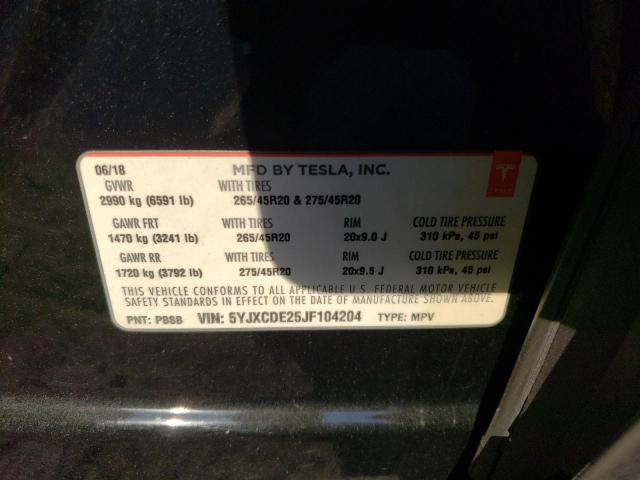 06/18 MFD BY TESLA, INC.
GVWR WITH TIRES
2990 kg (6591 lb) 265/45R20 & 275/45R20
TESLA
GAWR FRT WITH TIRES RIM COLD TIRE PRESSURE
1470 kg (3241 lb) 265/45R20 20x9.0 J 310 kPa, 45 psi
GAWR RR WITH TIRES RIM COLD TIRE PRESSURE
1720 kg (3792 lb) 275/45R20 20x9.5 J 310 kPa, 45 psi
THIS VEHICLE CONFORMS TO ALL APPLICABLE U.S. FEDERAL MOTOR VEHICLE
SAFETY STANDARDS IN EFFECT ON THE DATE OF MANUFACTURE SHOWN ABOVE.
PNT: PBSB VIN: 5YJXCDE25JF104204 TYPE: MPV